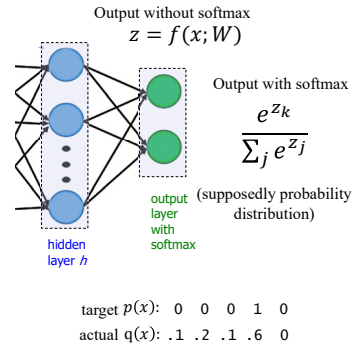 Output without softmax
z = f(x; W)
Output with softmax
e^{z_k}
∑_j e^{z_j}
(supposedly probability
distribution)
output
layer
with
softmax
hidden
layer h
target p(x): 0 0 0 1 0
actual q(x): .1 .2 .1 .6 0